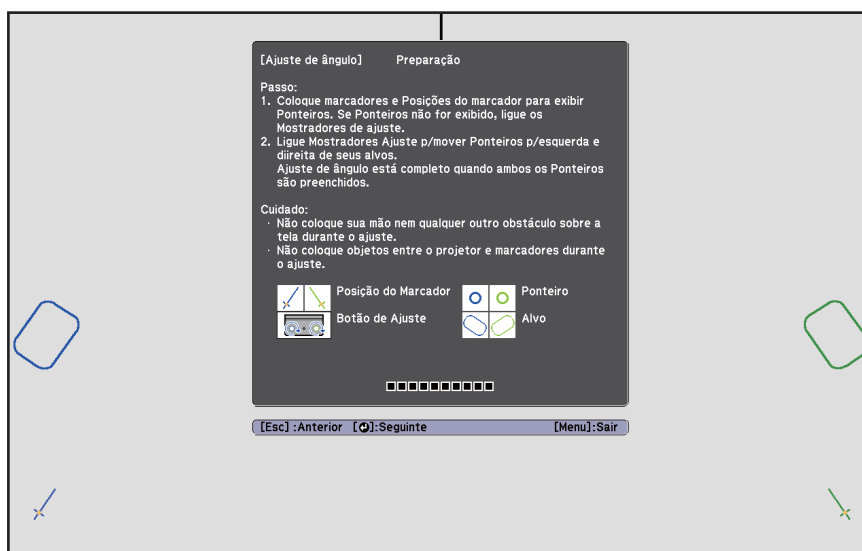 [Ajuste de ângulo] Preparação
Passo:
1. Coloque marcadores e Posições do marcador para exibir
Ponteiros. Se Ponteiros não for exibido, ligue os
Mostradores de ajuste.
2. Ligue Mostradores Ajuste p/mover Ponteiros p/esquerda e
diireita de seus alvos.
Ajuste de ângulo está completo quando ambos os Ponteiros
são preenchidos.
Cuidado:
· Não coloque sua mão nem qualquer outro obstáculo sobre a
tela durante o ajuste.
· Não coloque objetos entre o projetor e marcadores durante
o ajuste.
Posição do Marcador
Ponteiro
Botão de Ajuste
Alvo
[Esc] :Anterior [⏎]:Seguinte [Menu]:Sair